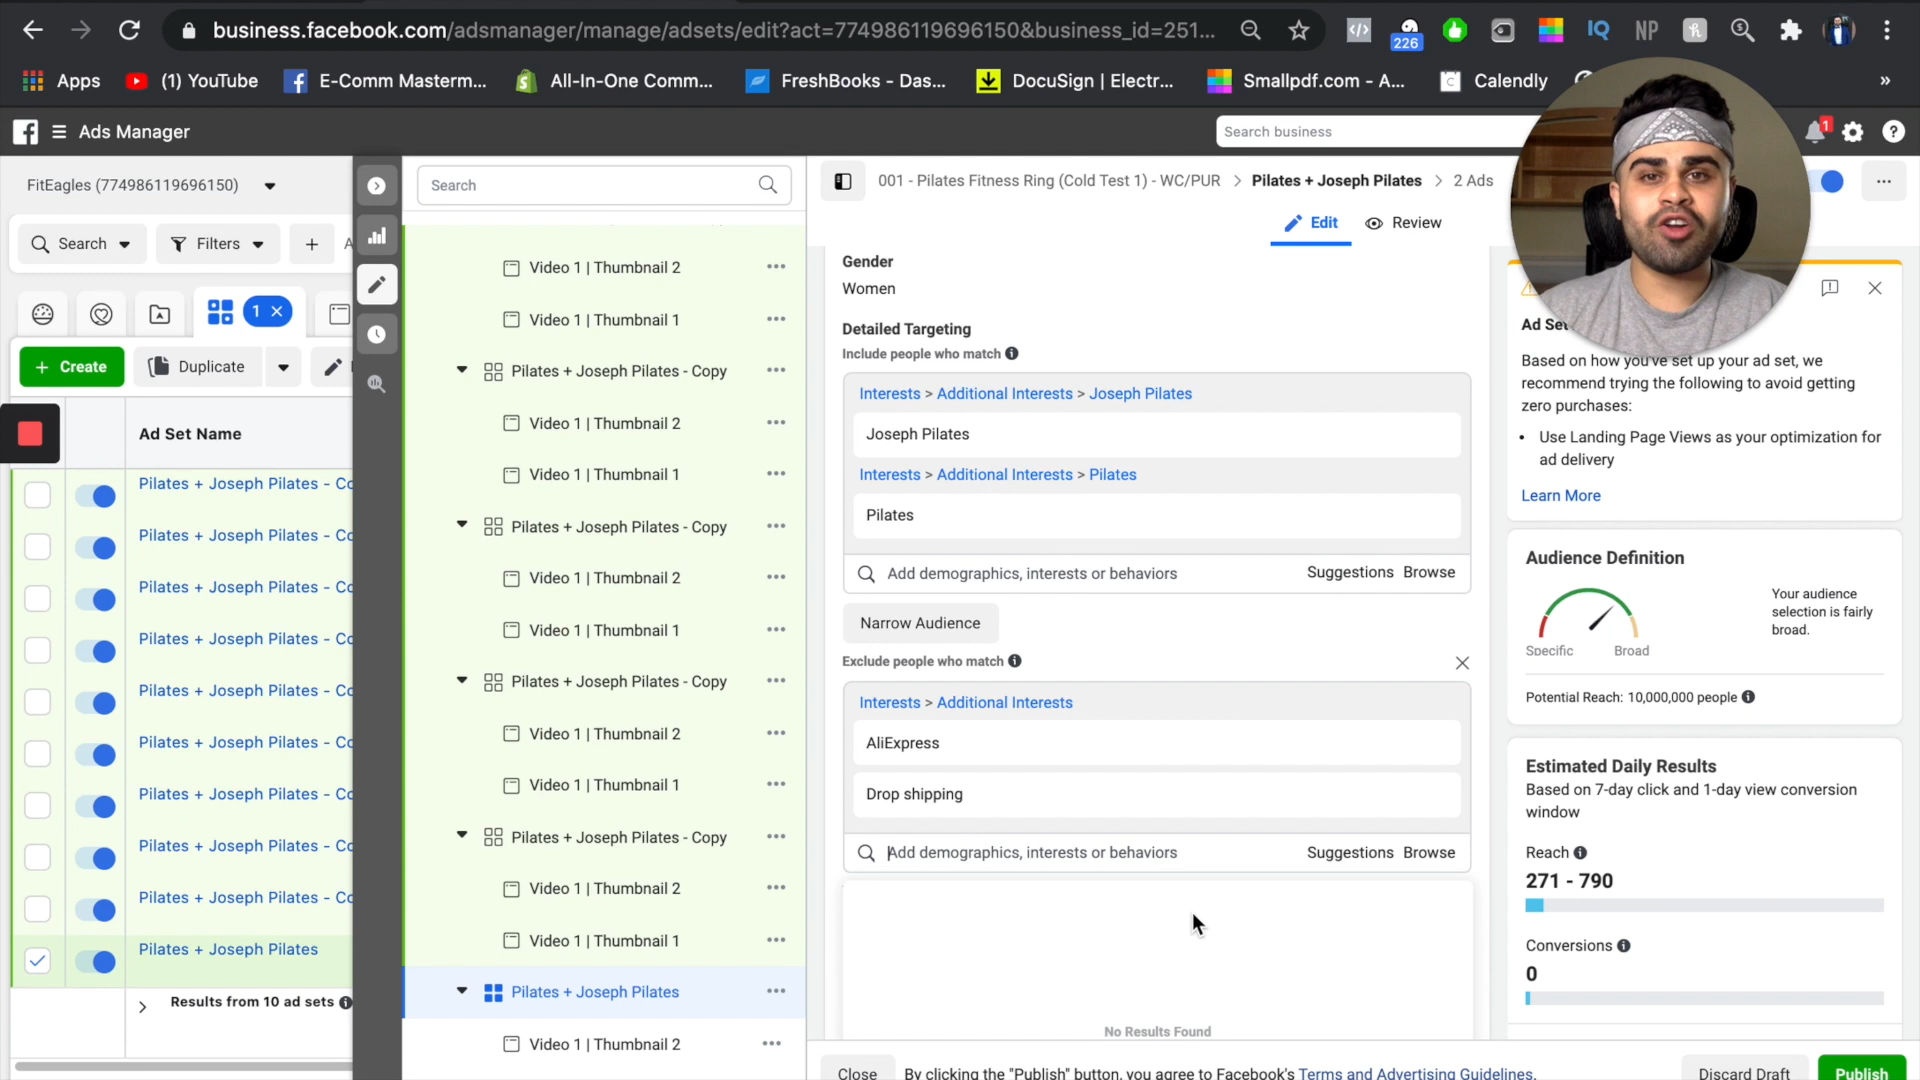 business.facebook.com/adsmanager/manage/adsets/edit?act=774986119696150&business_id=251...
226
IQ
NP
Apps
(1) YouTube
E-Comm Masterm...
All-In-One Comm...
FreshBooks - Das...
DocuSign | Electr...
Smallpdf.com - A...
Calendly
»
Ads Manager
Search business
1
FitEagles (774986119696150)
Search
Filters
1
Create
Duplicate
Ad Set Name
Pilates + Joseph Pilates - Co
Pilates + Joseph Pilates - Co
Pilates + Joseph Pilates - Co
Pilates + Joseph Pilates - Co
Pilates + Joseph Pilates - Co
Pilates + Joseph Pilates - Co
Pilates + Joseph Pilates - Co
Pilates + Joseph Pilates - Co
Pilates + Joseph Pilates - Co
Pilates + Joseph Pilates
Results from 10 ad sets
Search
Video 1 | Thumbnail 2
Video 1 | Thumbnail 1
Pilates + Joseph Pilates - Copy
Video 1 | Thumbnail 2
Video 1 | Thumbnail 1
Pilates + Joseph Pilates - Copy
Video 1 | Thumbnail 2
Video 1 | Thumbnail 1
Pilates + Joseph Pilates - Copy
Video 1 | Thumbnail 2
Video 1 | Thumbnail 1
Pilates + Joseph Pilates - Copy
Video 1 | Thumbnail 2
Video 1 | Thumbnail 1
Pilates + Joseph Pilates
Video 1 | Thumbnail 2
001 - Pilates Fitness Ring (Cold Test 1) - WC/PUR > Pilates + Joseph Pilates > 2 Ads
Edit
Review
Gender
Women
Detailed Targeting
Include people who match
Interests > Additional Interests > Joseph Pilates
Joseph Pilates
Interests > Additional Interests > Pilates
Pilates
Add demographics, interests or behaviors Suggestions Browse
Narrow Audience
Exclude people who match
Interests > Additional Interests
AliExpress
Drop shipping
Add demographics, interests or behaviors Suggestions Browse
No Results Found
Close
By clicking the "Publish" button, you agree to Facebook's Terms and Advertising Guidelines.
Discard Draft
Publish
Based on how you've set up your ad set, we
recommend trying the following to avoid getting
zero purchases:
• Use Landing Page Views as your optimization for
ad delivery
Learn More
Audience Definition
Your audience
selection is fairly
broad.
Specific
Broad
Potential Reach: 10,000,000 people
Estimated Daily Results
Based on 7-day click and 1-day view conversion
window
Reach
271 - 790
Conversions
0